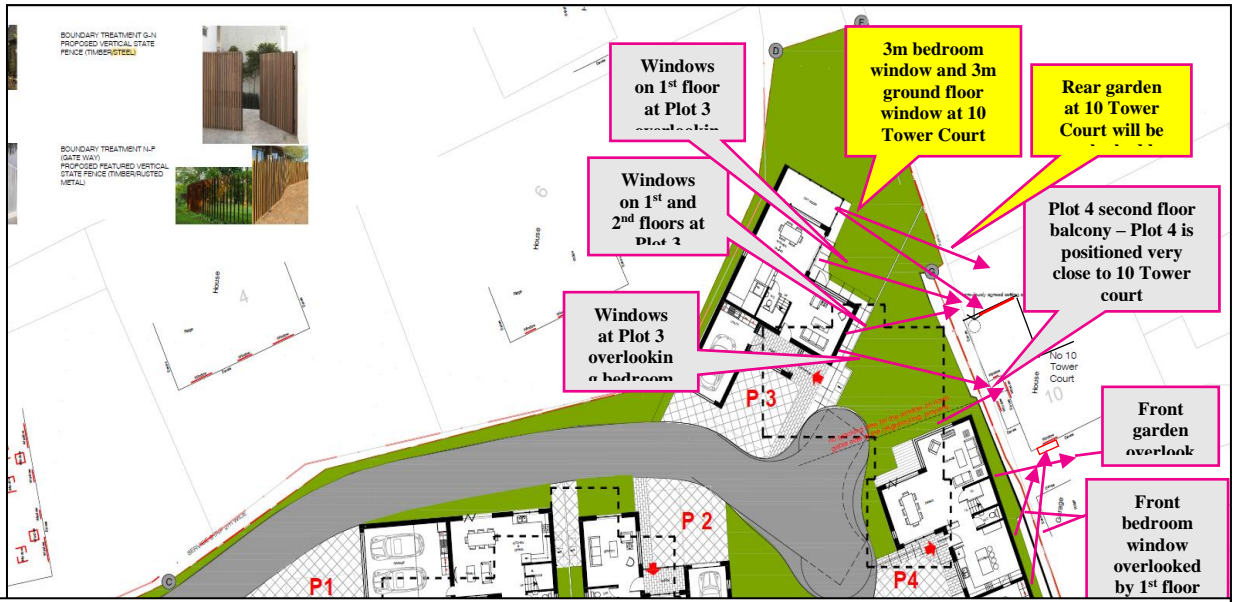 BOUNDARY TREATMENT G-N
PROPOSED VERTICAL STATE
FENCE (TIMBER/STEEL)
BOUNDARY TREATMENT N-P
(GATE WAY)
PROPOSED FEATURED VERTICAL
STATE FENCE (TIMBER/RUSTED
METAL)
Windows
on 1st floor
at Plot 3
3m bedroom
window and 3m
ground floor
window at 10
Tower Court
Rear garden
at 10 Tower
Court will be
Windows
on 1st and
2nd floors at
Plot 3
Plot 4 second floor
balcony – Plot 4 is
positioned very
close to 10 Tower
court
Windows
at Plot 3
overlookin
g bedroom
Front
garden
overlook
Front
bedroom
window
overlooked
by 1st floor
D
G
C
House
4
House
6
No 10
Tower
Court
House
10
Garage
P 3
P 2
P1
P4